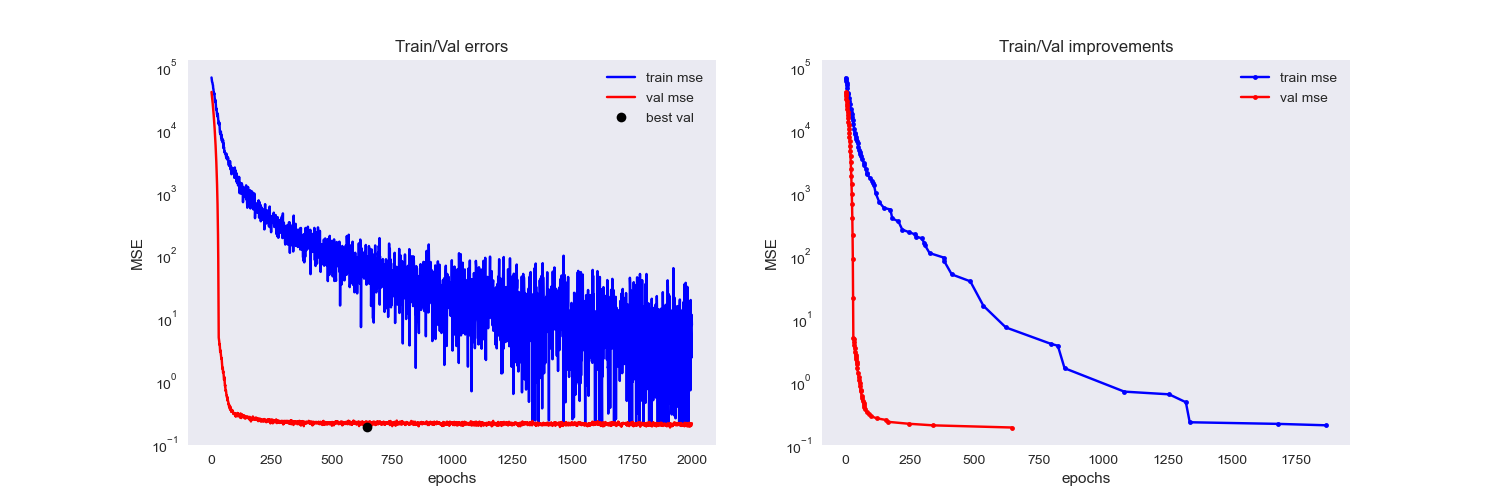 Train/Val errors
10^5
10^4
10^3
10^2
10^1
10^0
10^−1
MSE
train mse
val mse
best val
0 250 500 750 1000 1250 1500 1750 2000
epochs
Train/Val improvements
10^5
10^4
10^3
10^2
10^1
10^0
10^−1
MSE
train mse
val mse
0 250 500 750 1000 1250 1500 1750
epochs